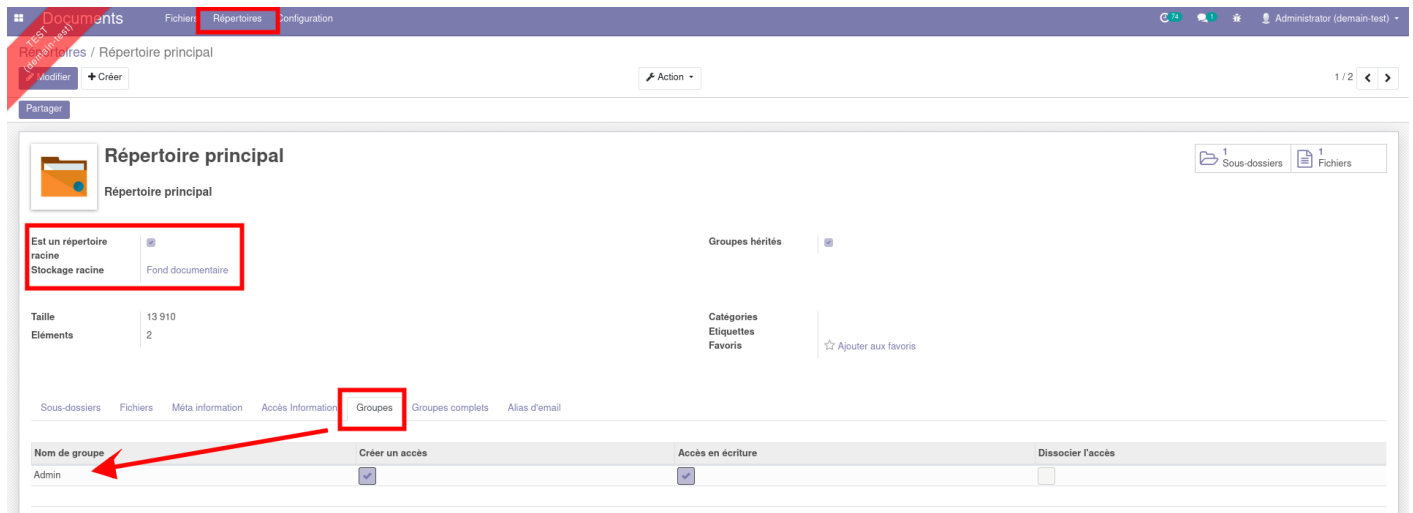 Documents Fichiers Répertoires Configuration 74 1 Administrator (demain-test)
TEST
(demain-test)
Répertoires / Répertoire principal
Modifier Créer Action 1 / 2
Partager
Répertoire principal 1 Sous-dossiers 1 Fichiers
Répertoire principal
Est un répertoire racine Groupes hérités
Stockage racine Fond documentaire
Taille 13 910 Catégories
Eléments 2 Etiquettes
Favoris Ajouter aux favoris
Sous-dossiers Fichiers Méta information Accès Information Groupes Groupes complets Alias d'email
Nom de groupe Créer un accès Accès en écriture Dissocier l'accès
Admin